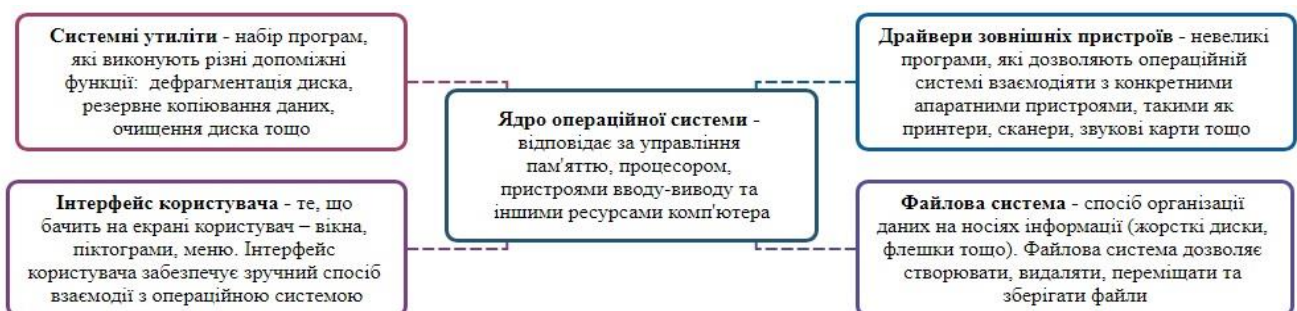 Системні утиліти - набір програм,
які виконують різні допоміжні
функції: дефрагментація диска,
резервне копіювання даних,
очищення диска тощо
Драйвери зовнішніх пристроїв - невеликі
програми, які дозволяють операційній
системі взаємодіяти з конкретними
апаратними пристроями, такими як
принтери, сканери, звукові карти тощо
Ядро операційної системи -
відповідає за управління
пам'яттю, процесором,
пристроями вводу-виводу та
іншими ресурсами комп'ютера
Інтерфейс користувача - те, що
бачить на екрані користувач – вікна,
піктограми, меню. Інтерфейс
користувача забезпечує зручний спосіб
взаємодії з операційною системою
Файлова система - спосіб організації
даних на носіях інформації (жорсткі диски,
флешки тощо). Файлова система дозволяє
створювати, видаляти, переміщати та
зберігати файли